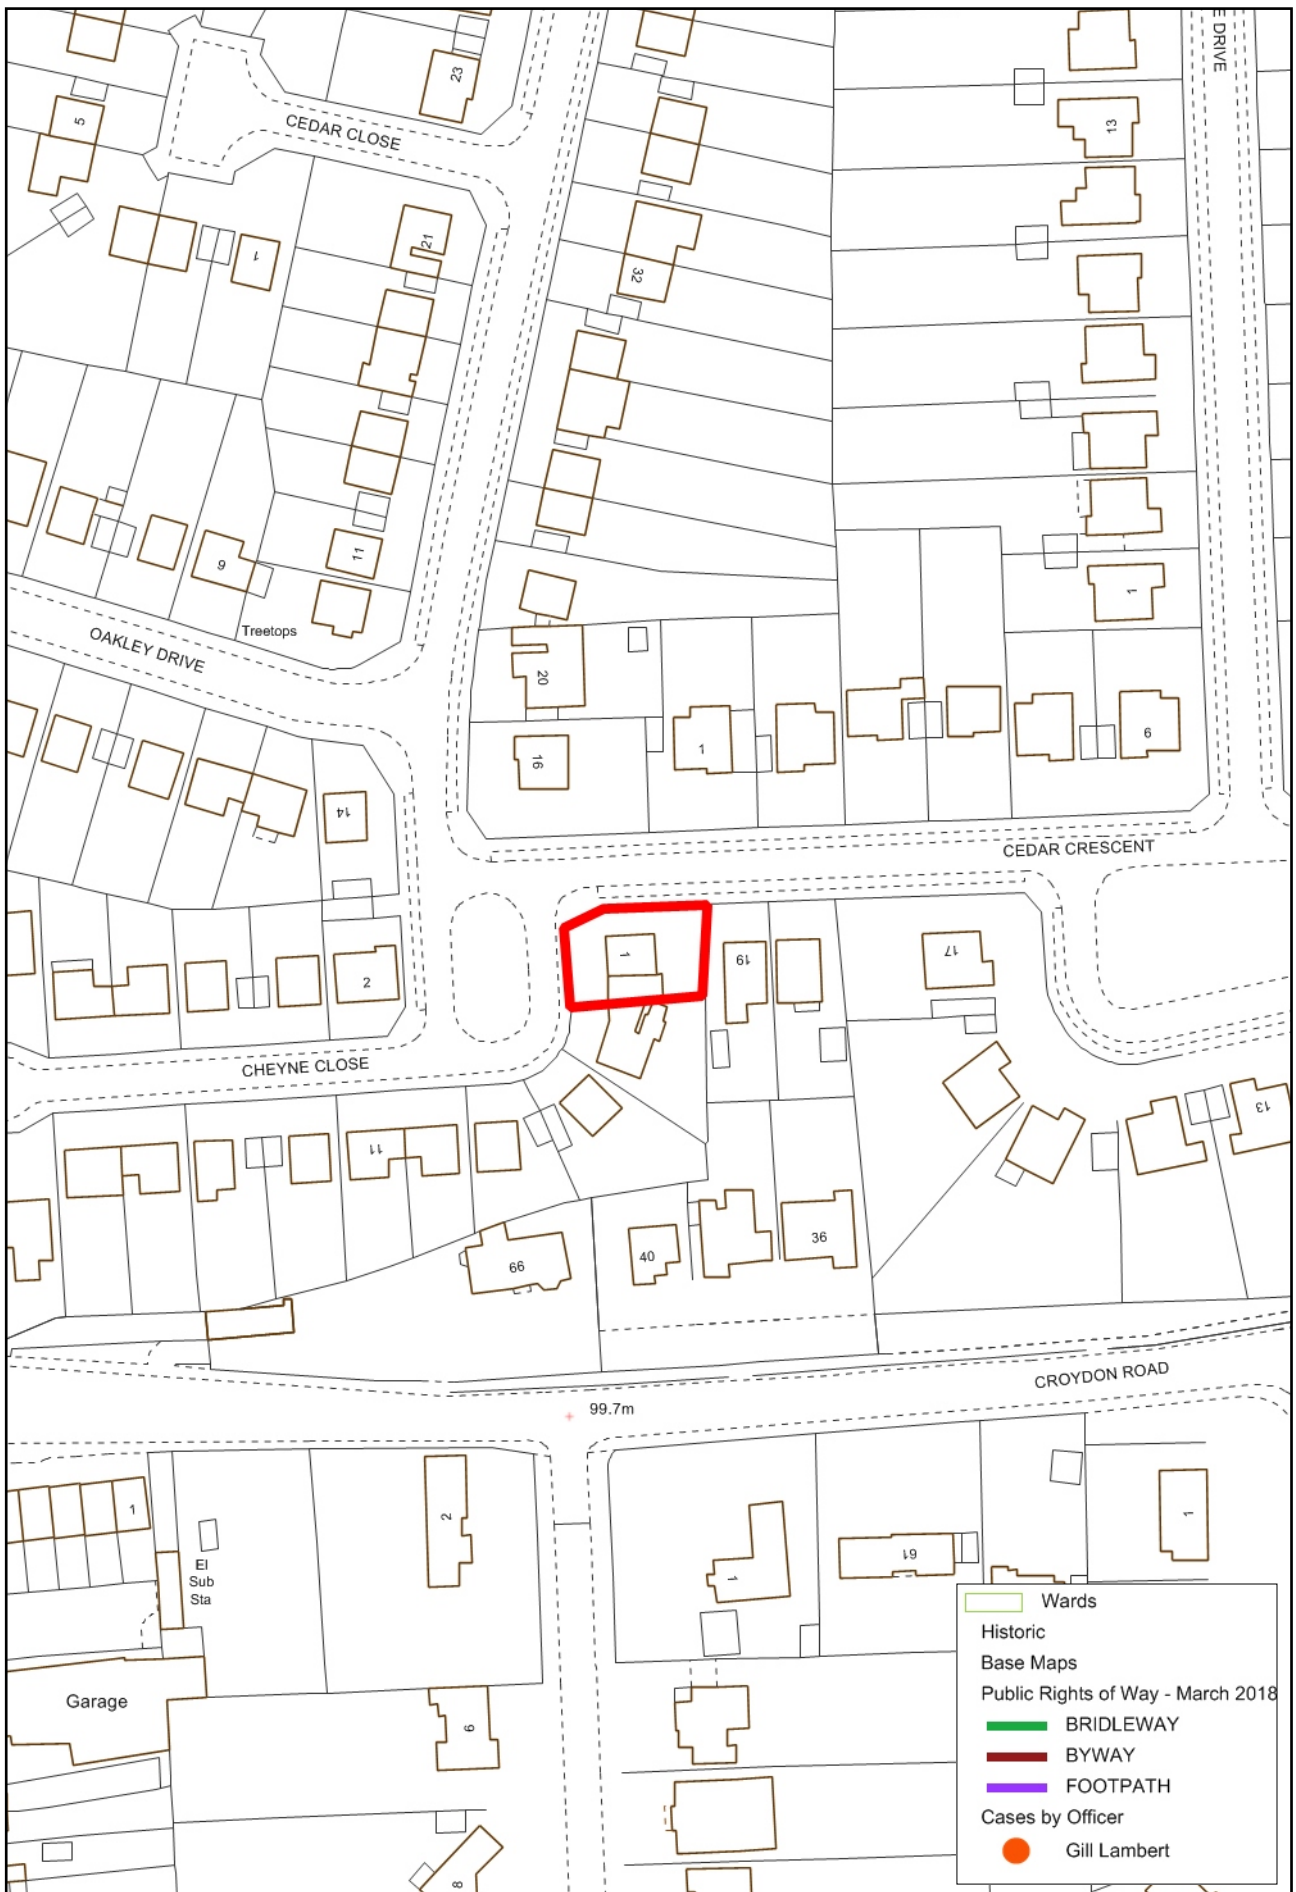 E DRIVE
23
5
CEDAR CLOSE
13
21
1
32
11
9
Treetops
OAKLEY DRIVE
1
20
16
1
6
14
CEDAR CRESCENT
1
19
17
2
CHEYNE CLOSE
13
11
36
40
66
CROYDON ROAD
99.7m
1
2
1
61
1
El
Sub
Sta
Garage
6
8
Wards
Historic
Base Maps
Public Rights of Way - March 2018
BRIDLEWAY
BYWAY
FOOTPATH
Cases by Officer
Gill Lambert